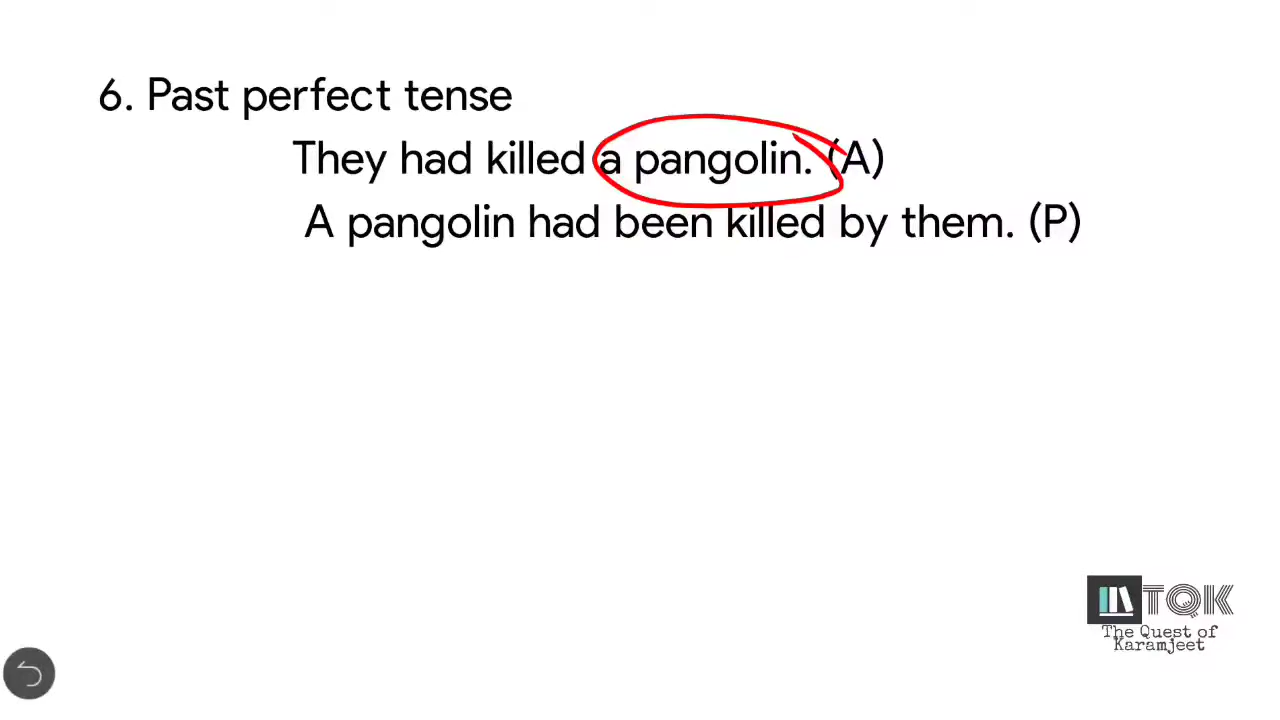 6. Past perfect tense
They had killed a pangolin. (A)
A pangolin had been killed by them. (P)
TQK
The Quest of
Karamjeet